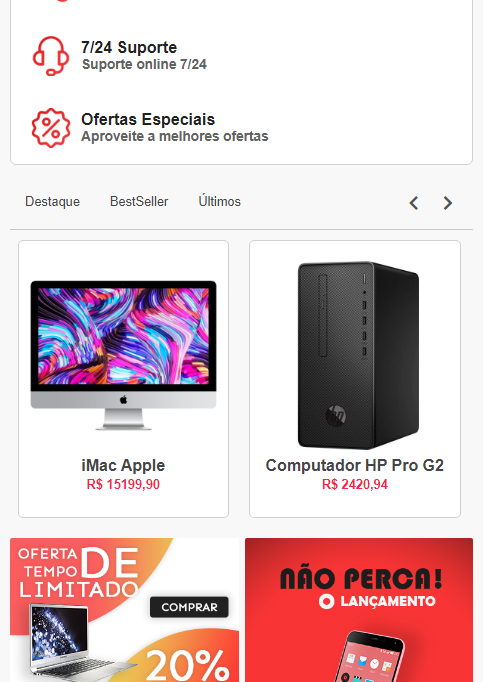 7/24 Suporte
Suporte online 7/24
Ofertas Especiais
Aproveite a melhores ofertas
Destaque BestSeller Últimos
iMac Apple
R$ 15199,90
hp
Computador HP Pro G2
R$ 2420,94
OFERTA DE
TEMPO
LIMITADO
COMPRAR
20%
NÃO PERCA!
LANÇAMENTO